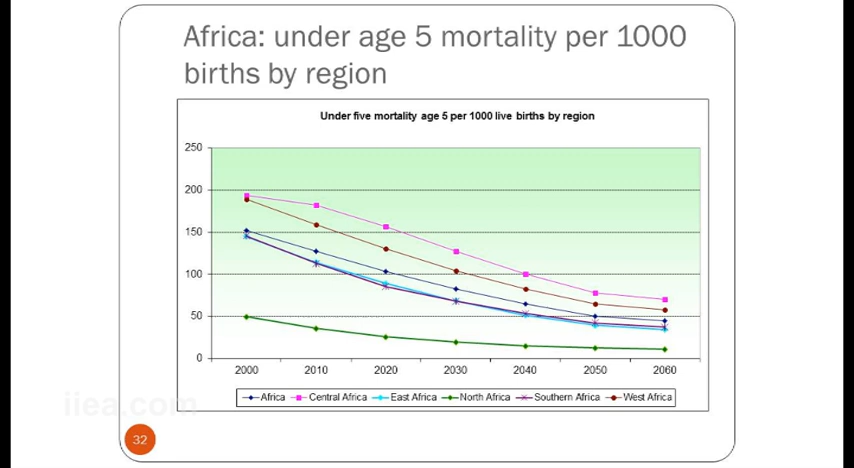 Africa: under age 5 mortality per 1000
births by region
Under five mortality age 5 per 1000 live births by region
250
200
150
100
50
0
2000 2010 2020 2030 2040 2050 2060
Africa Central Africa East Africa North Africa Southern Africa West Africa
iiea.com
32